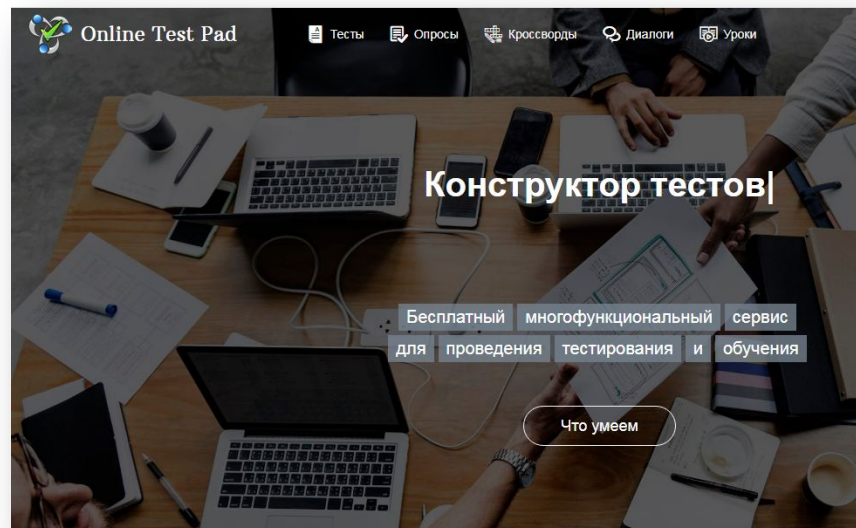 Online Test Pad
Тесты
Опросы
Кроссворды
Диалоги
Уроки
Конструктор тестов|
Бесплатный многофункциональный сервис
для проведения тестирования и обучения
Что умеем